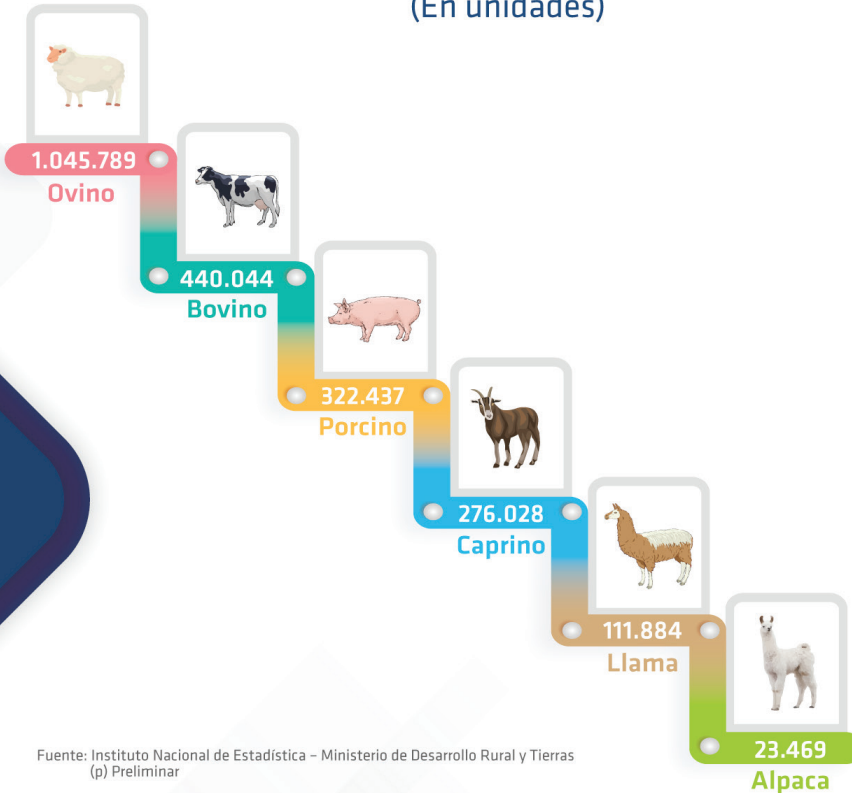 (En unidades)
1.045.789
Ovino
440.044
Bovino
322.437
Porcino
276.028
Caprino
111.884
Llama
23.469
Alpaca
Fuente: Instituto Nacional de Estadística – Ministerio de Desarrollo Rural y Tierras
(p) Preliminar